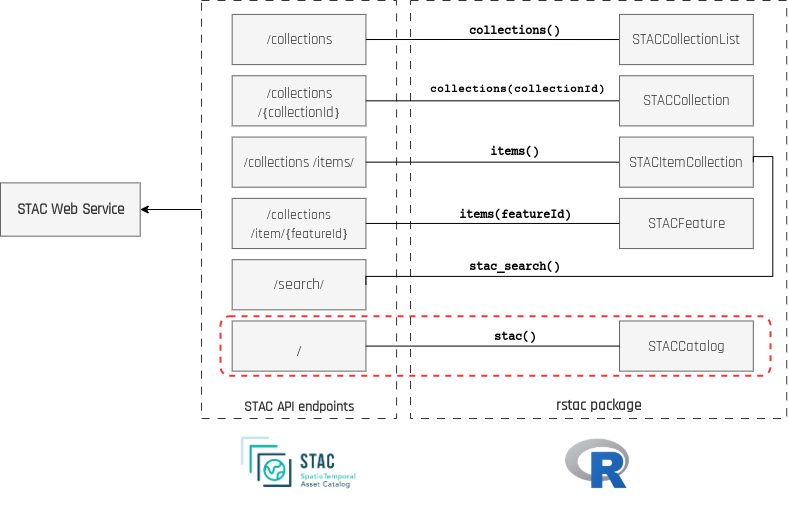 /collections
collections()
STACCollectionList
/collections
/{collectionId}
collections(collectionId)
STACCollection
/collections /items/
items()
STACItemCollection
STAC Web Service
/collections
/item/{featureId}
items(featureId)
STACFeature
/search/
stac_search()
/
stac()
STACCatalog
STAC API endpoints
rstac package
STAC
SpatioTemporal
Asset Catalog
R